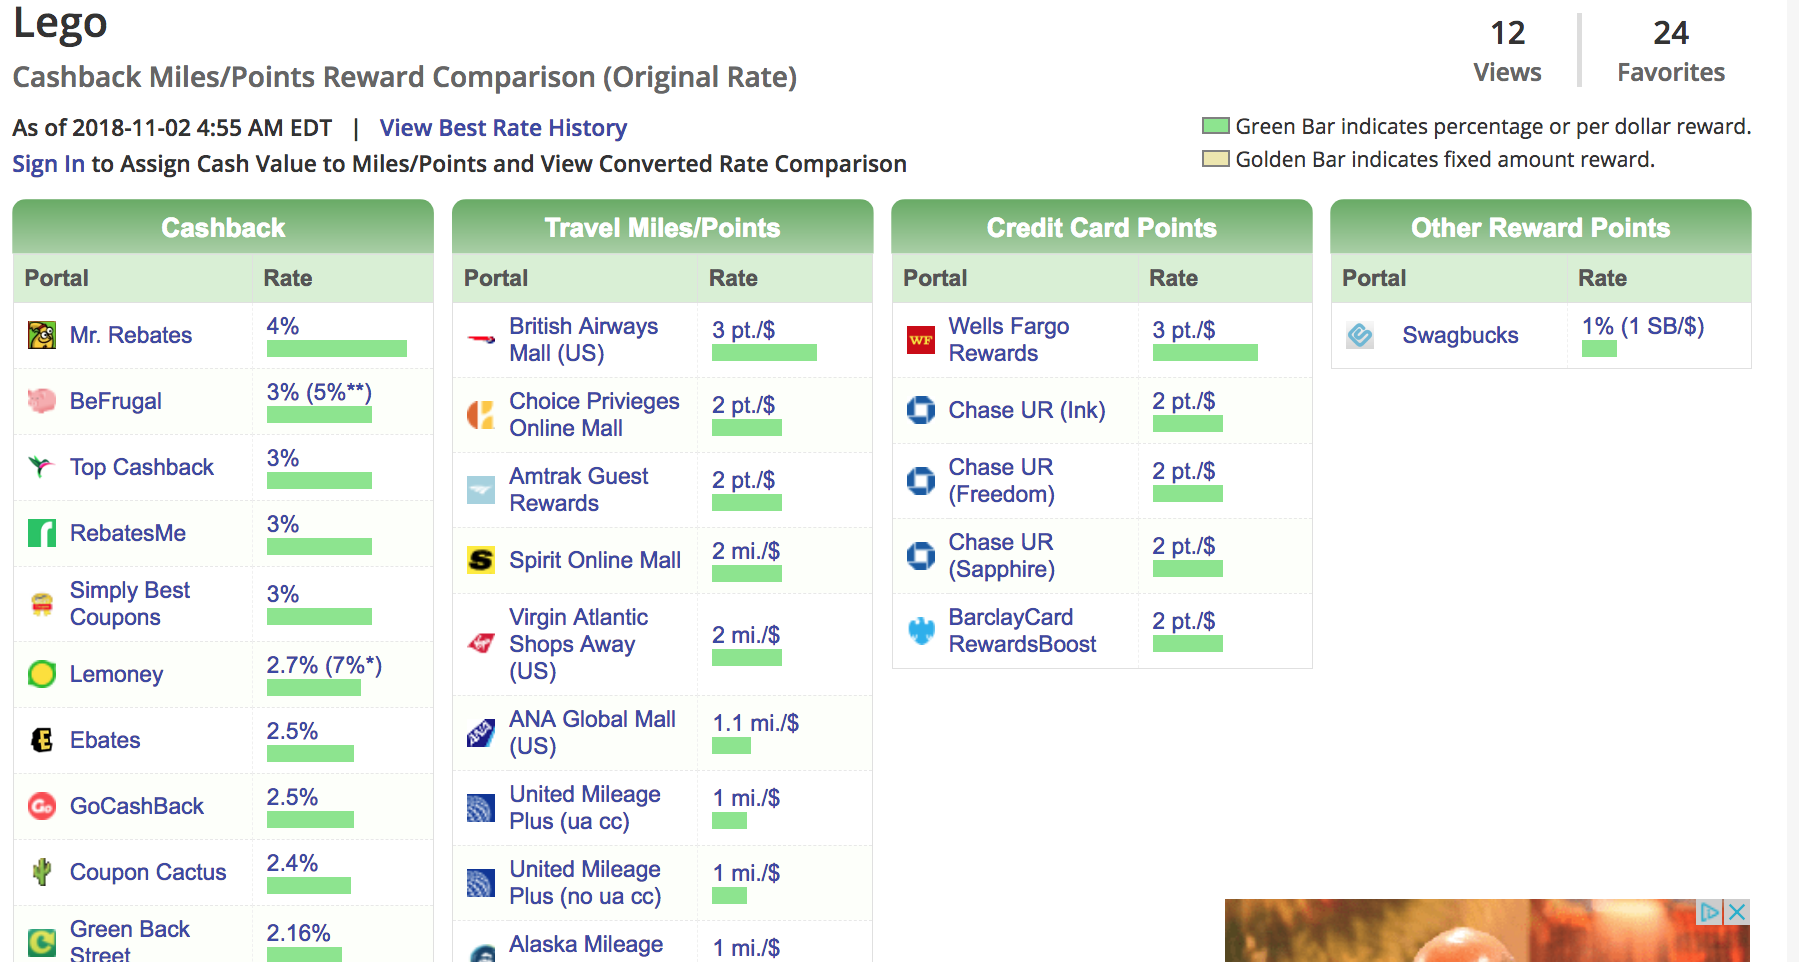 Lego
12
Views
24
Favorites
Cashback Miles/Points Reward Comparison (Original Rate)
As of 2018-11-02 4:55 AM EDT | View Best Rate History
Sign In to Assign Cash Value to Miles/Points and View Converted Rate Comparison
Green Bar indicates percentage or per dollar reward.
Golden Bar indicates fixed amount reward.
Cashback
Portal Rate
Mr. Rebates 4%
BeFrugal 3% (5%**)
Top Cashback 3%
RebatesMe 3%
Simply Best
Coupons
3%
Lemoney 2.7% (7%*)
Ebates 2.5%
GoCashBack 2.5%
Coupon Cactus 2.4%
Green Back
Street
2.16%
Travel Miles/Points
Portal Rate
British Airways
Mall (US)
3 pt./$
Choice Privieges
Online Mall
2 pt./$
Amtrak Guest
Rewards
2 pt./$
Spirit Online Mall 2 mi./$
Virgin Atlantic
Shops Away
(US)
2 mi./$
ANA Global Mall
(US)
1.1 mi./$
United Mileage
Plus (ua cc)
1 mi./$
United Mileage
Plus (no ua cc)
1 mi./$
Alaska Mileage 1 mi./$
Credit Card Points
Portal Rate
WF
Wells Fargo
Rewards
3 pt./$
Chase UR (Ink) 2 pt./$
Chase UR
(Freedom)
2 pt./$
Chase UR
(Sapphire)
2 pt./$
BarclayCard
RewardsBoost
2 pt./$
Other Reward Points
Portal Rate
Swagbucks 1% (1 SB/$)